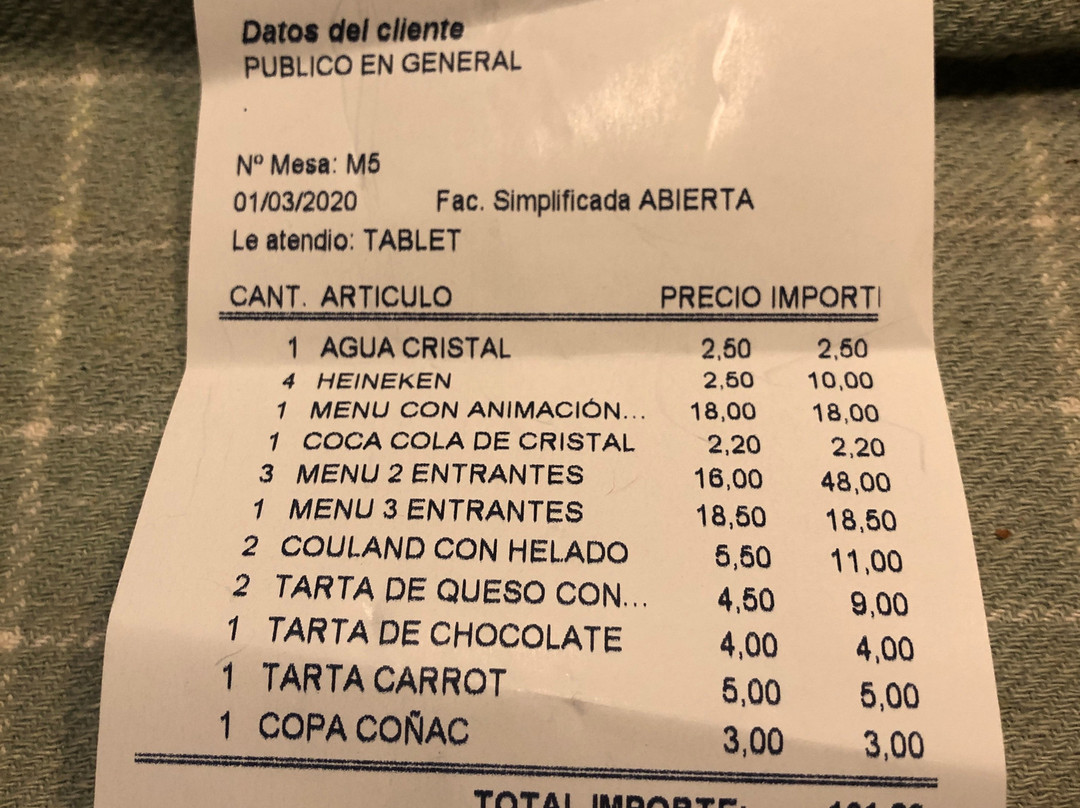 Datos del cliente
PUBLICO EN GENERAL
Nº Mesa: M5
01/03/2020 Fac. Simplificada ABIERTA
Le atendio: TABLET
CANT. ARTICULO PRECIO IMPORT
1 AGUA CRISTAL 2,50 2,50
4 HEINEKEN 2,50 10,00
1 MENU CON ANIMACIÓN... 18,00 18,00
1 COCA COLA DE CRISTAL 2,20 2,20
3 MENU 2 ENTRANTES 16,00 48,00
1 MENU 3 ENTRANTES 18,50 18,50
2 COULAND CON HELADO 5,50 11,00
2 TARTA DE QUESO CON... 4,50 9,00
1 TARTA DE CHOCOLATE 4,00 4,00
1 TARTA CARROT 5,00 5,00
1 COPA COÑAC 3,00 3,00
TOTAL IMPORTE: